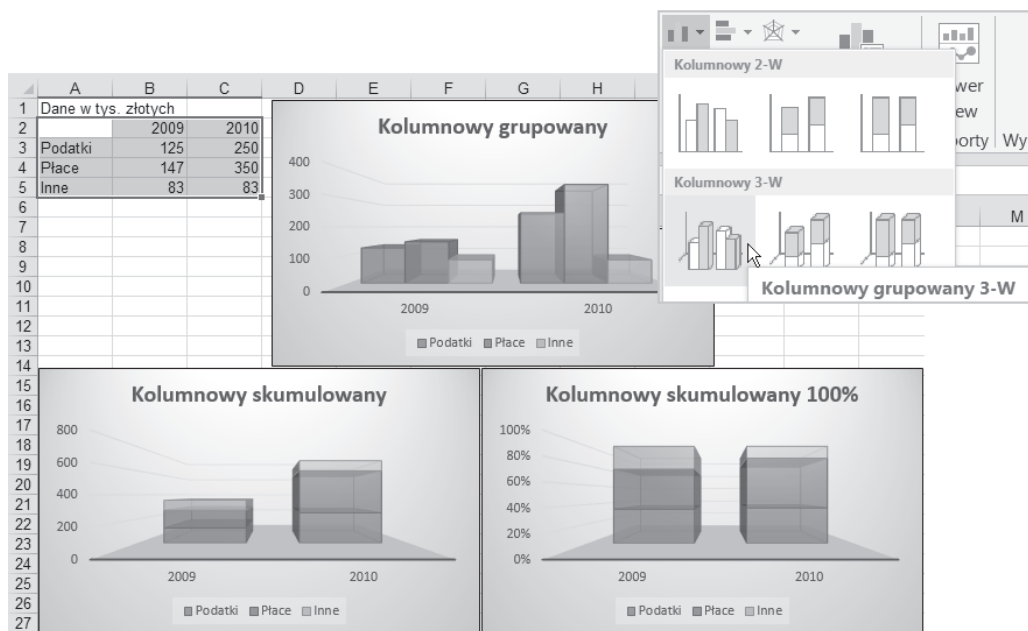 Kolumnowy 2-W
wer
ew
porty
Wy
Kolumnowy 3-W
M
Kolumnowy grupowany 3-W
A B C D E F G H
1 Dane w tys. złotych
2 2009 2010
3 Podatki 125 250
4 Płace 147 350
5 Inne 83 83
6
7
8
9
10
11
12
13
14
15
16
17
18
19
20
21
22
23
24
25
26
27
Kolumnowy grupowany
400
300
200
100
0
2009 2010
Podatki Płace Inne
Kolumnowy skumulowany
800
600
400
200
0
2009 2010
Podatki Płace Inne
Kolumnowy skumulowany 100%
100%
80%
60%
40%
20%
0%
2009 2010
Podatki Płace Inne